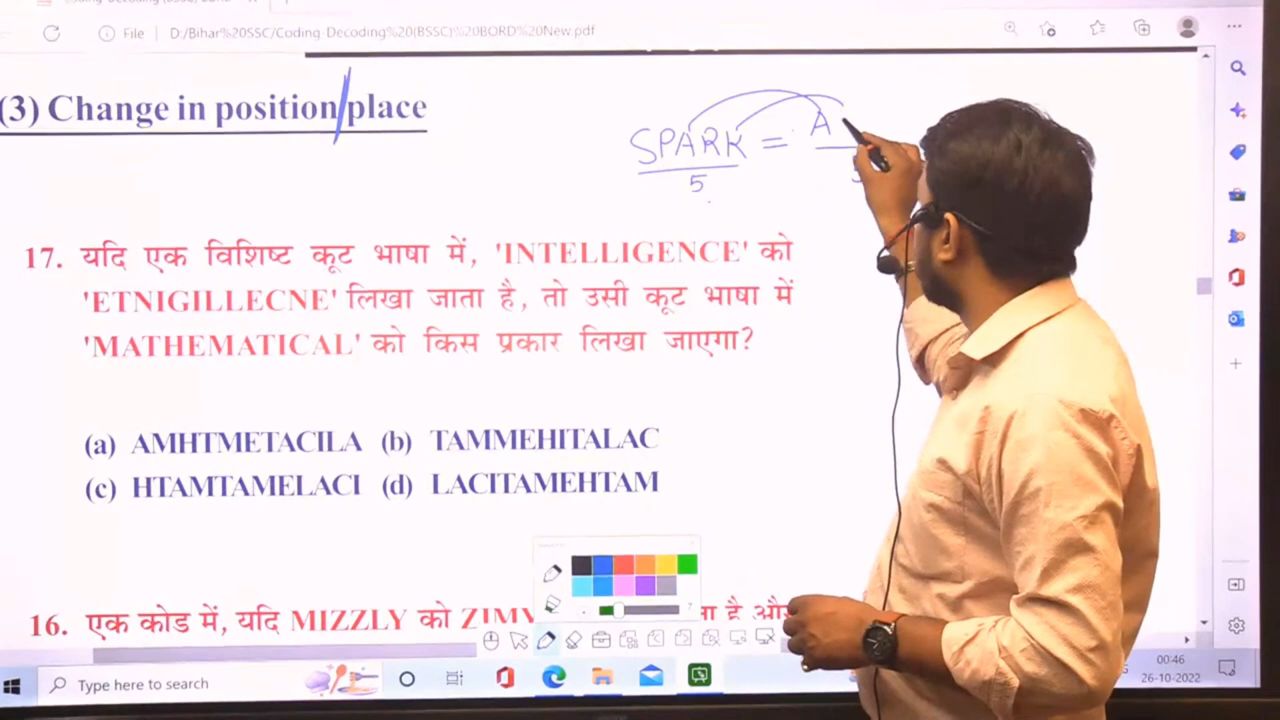 File
D:/Bihar%20SSC/Coding-Decoding%20(BSSC)%20BORD%20New.pdf
(3) Change in position/place
SPARK = A
5
17. यदि एक विशिष्ट कूट भाषा में, 'INTELLIGENCE' को
'ETNIGILLECNE' लिखा जाता है, तो उसी कूट भाषा में
'MATHEMATICAL' को किस प्रकार लिखा जाएगा?
(a) AMHTMETACILA (b) TAMMEHITALAC
(c) HTAMTAMELACI (d) LACITAMEHTAM
16. एक कोड में, यदि MIZZLY को
है और
7
Type here to search
00:46
26-10-2022